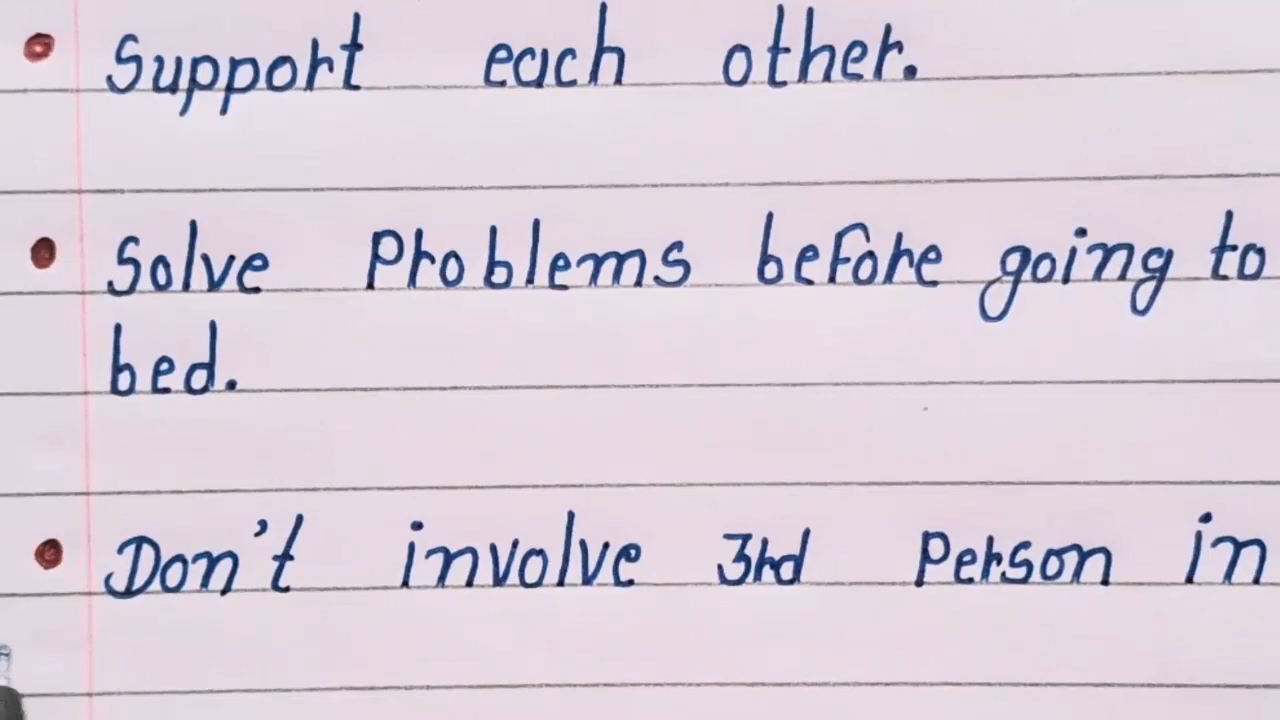 • Support each other.
• Solve Problems before going to
bed.
• Don't involve 3rd Person in